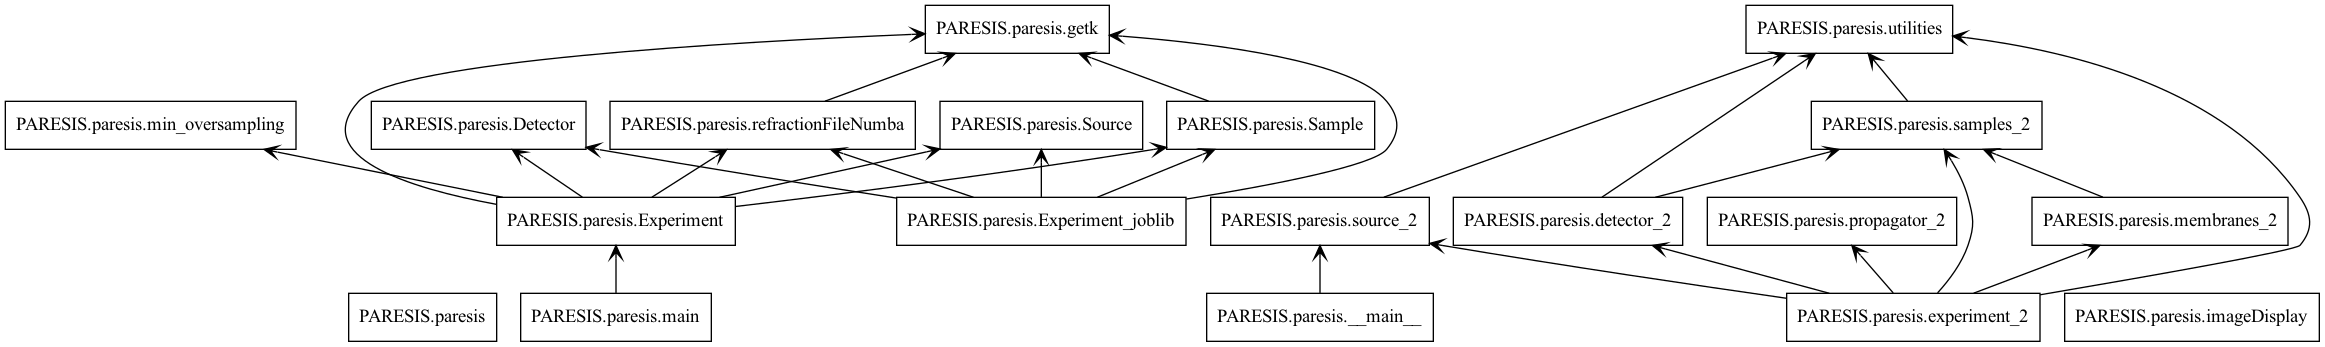 PARESIS.paresis.getk
PARESIS.paresis.utilities
PARESIS.paresis.min_oversampling
PARESIS.paresis.Detector
PARESIS.paresis.refractionFileNumba
PARESIS.paresis.Source
PARESIS.paresis.Sample
PARESIS.paresis.samples_2
PARESIS.paresis.Experiment
PARESIS.paresis.Experiment_joblib
PARESIS.paresis.source_2
PARESIS.paresis.detector_2
PARESIS.paresis.propagator_2
PARESIS.paresis.membranes_2
PARESIS.paresis
PARESIS.paresis.main
PARESIS.paresis.__main__
PARESIS.paresis.experiment_2
PARESIS.paresis.imageDisplay